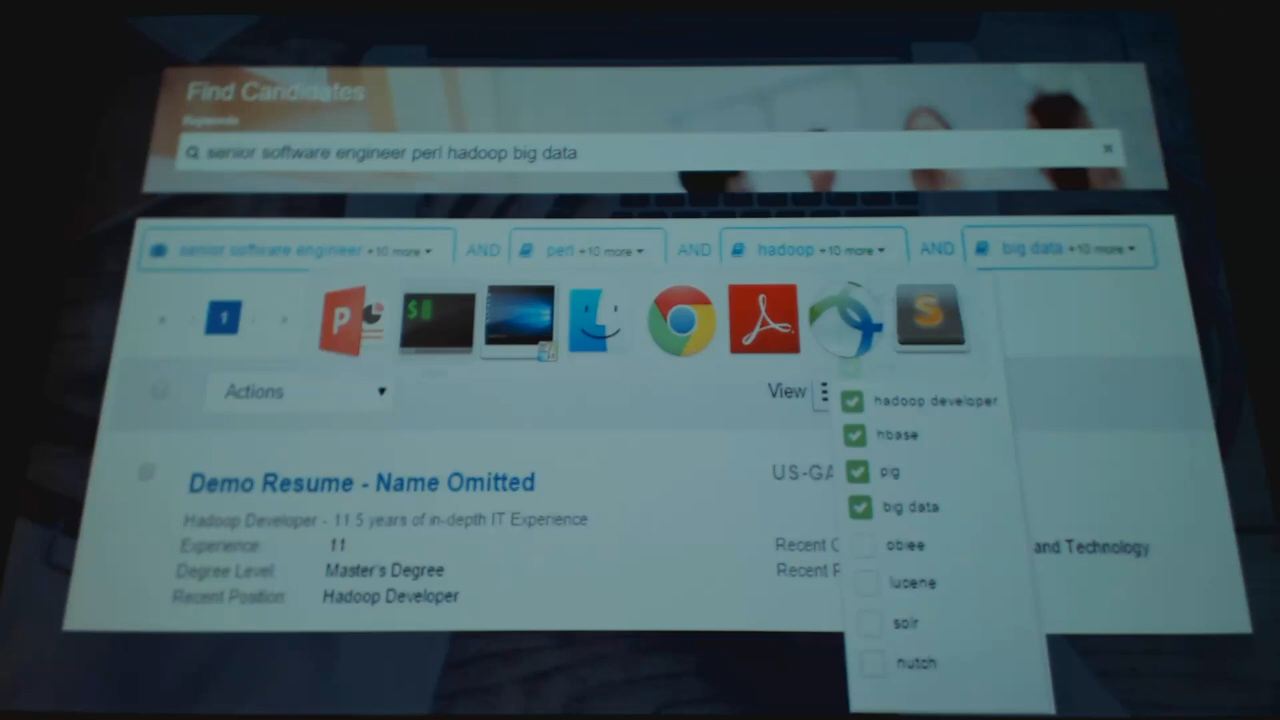 Find Candidates
Keywords
senior software engineer perl hadoop big data ×
senior software engineer +10 more AND perl +10 more AND hadoop +10 more AND big data +10 more
1
P $ S
Actions View
hadoop developer
hbase
pig
big data
obiee
lucene
solr
nutch
Demo Resume - Name Omitted US-GA
Hadoop Developer - 11.5 years of in-depth IT Experience
Experience 11 Recent and Technology
Degree Level Master's Degree Recent
Recent Position Hadoop Developer